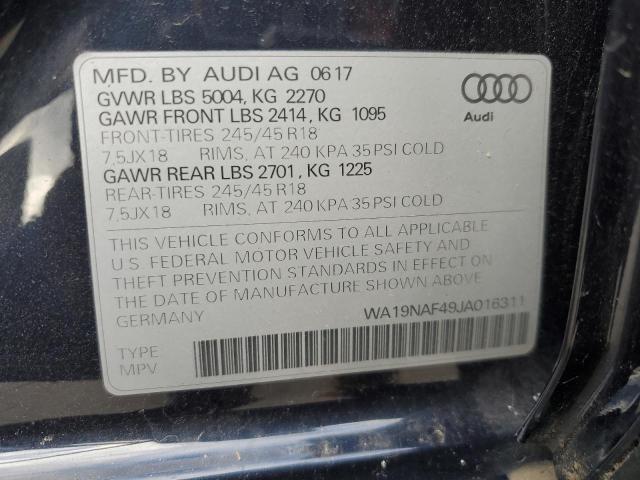 MFD. BY AUDI AG 0617
GVWR LBS 5004, KG 2270
GAWR FRONT LBS 2414, KG 1095
FRONT-TIRES 245/45 R18
7,5JX18 RIMS, AT 240 KPA 35 PSI COLD
GAWR REAR LBS 2701, KG 1225
REAR-TIRES 245/45 R18
7,5JX18 RIMS, AT 240 KPA 35 PSI COLD
Audi
THIS VEHICLE CONFORMS TO ALL APPLICABLE
U.S. FEDERAL MOTOR VEHICLE SAFETY AND
THEFT PREVENTION STANDARDS IN EFFECT ON
THE DATE OF MANUFACTURE SHOWN ABOVE
GERMANY
WA19NAF49JA016311
TYPE
MPV